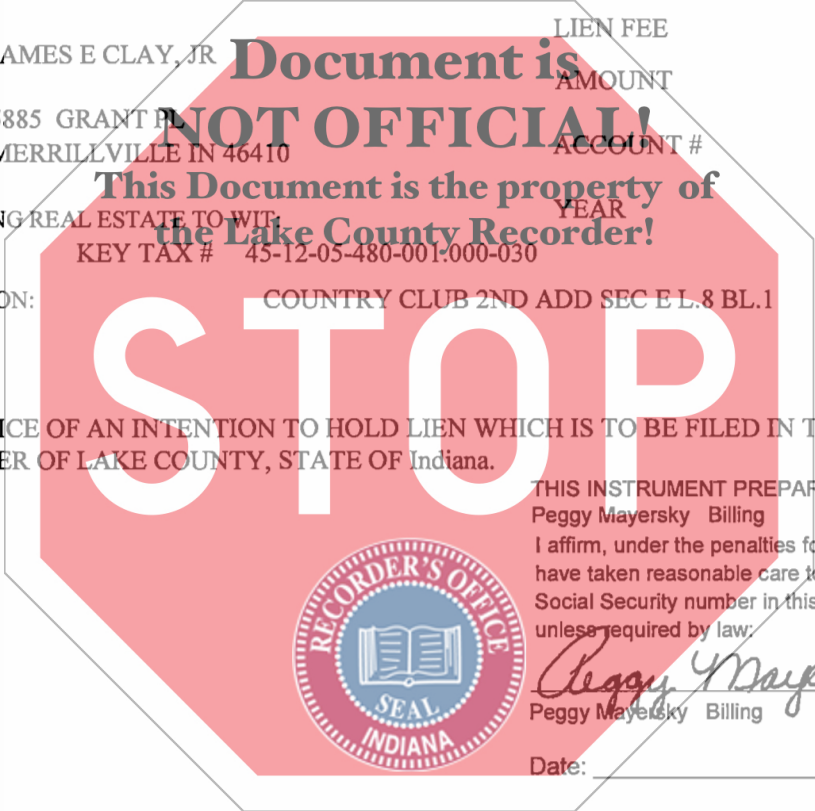 AMES E CLAY, JR
LIEN FEE
Document is
AMOUNT
885 GRANT PL
NOT OFFICIAL!
MERRILLVILLE IN 46410
ACCOUNT #
This Document is the property of
YEAR
NG REAL ESTATE TO WIT:
the Lake County Recorder!
KEY TAX # 45-12-05-480-001.000-030
ON:
COUNTRY CLUB 2ND ADD SEC E L.8 BL.1
STOP
ICE OF AN INTENTION TO HOLD LIEN WHICH IS TO BE FILED IN T
ER OF LAKE COUNTY, STATE OF Indiana.
THIS INSTRUMENT PREPAR
Peggy Mayersky Billing
I affirm, under the penalties fo
have taken reasonable care to
Social Security number in this
unless required by law:
Peggy Maye
Peggy Mayersky Billing
Date:
RECORDER'S OFFICE
SEAL
INDIANA